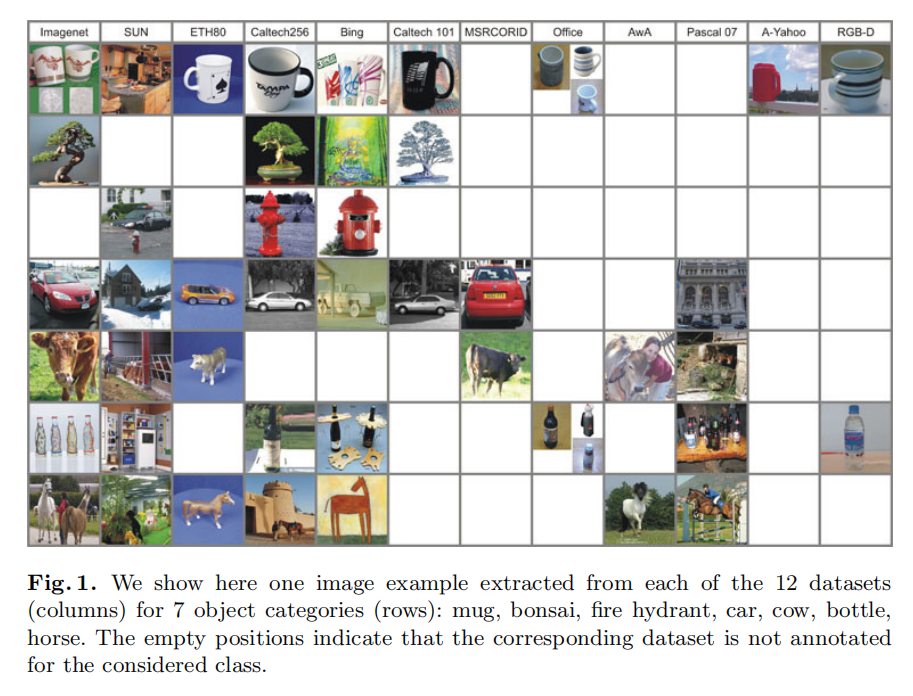 Imagenet SUN ETH80 Caltech256 Bing Caltech 101 MSRCORID Office AwA Pascal 07 A-Yahoo RGB-D
TAMPA
Bay
Fig. 1. We show here one image example extracted from each of the 12 datasets
(columns) for 7 object categories (rows): mug, bonsai, fire hydrant, car, cow, bottle,
horse. The empty positions indicate that the corresponding dataset is not annotated
for the considered class.